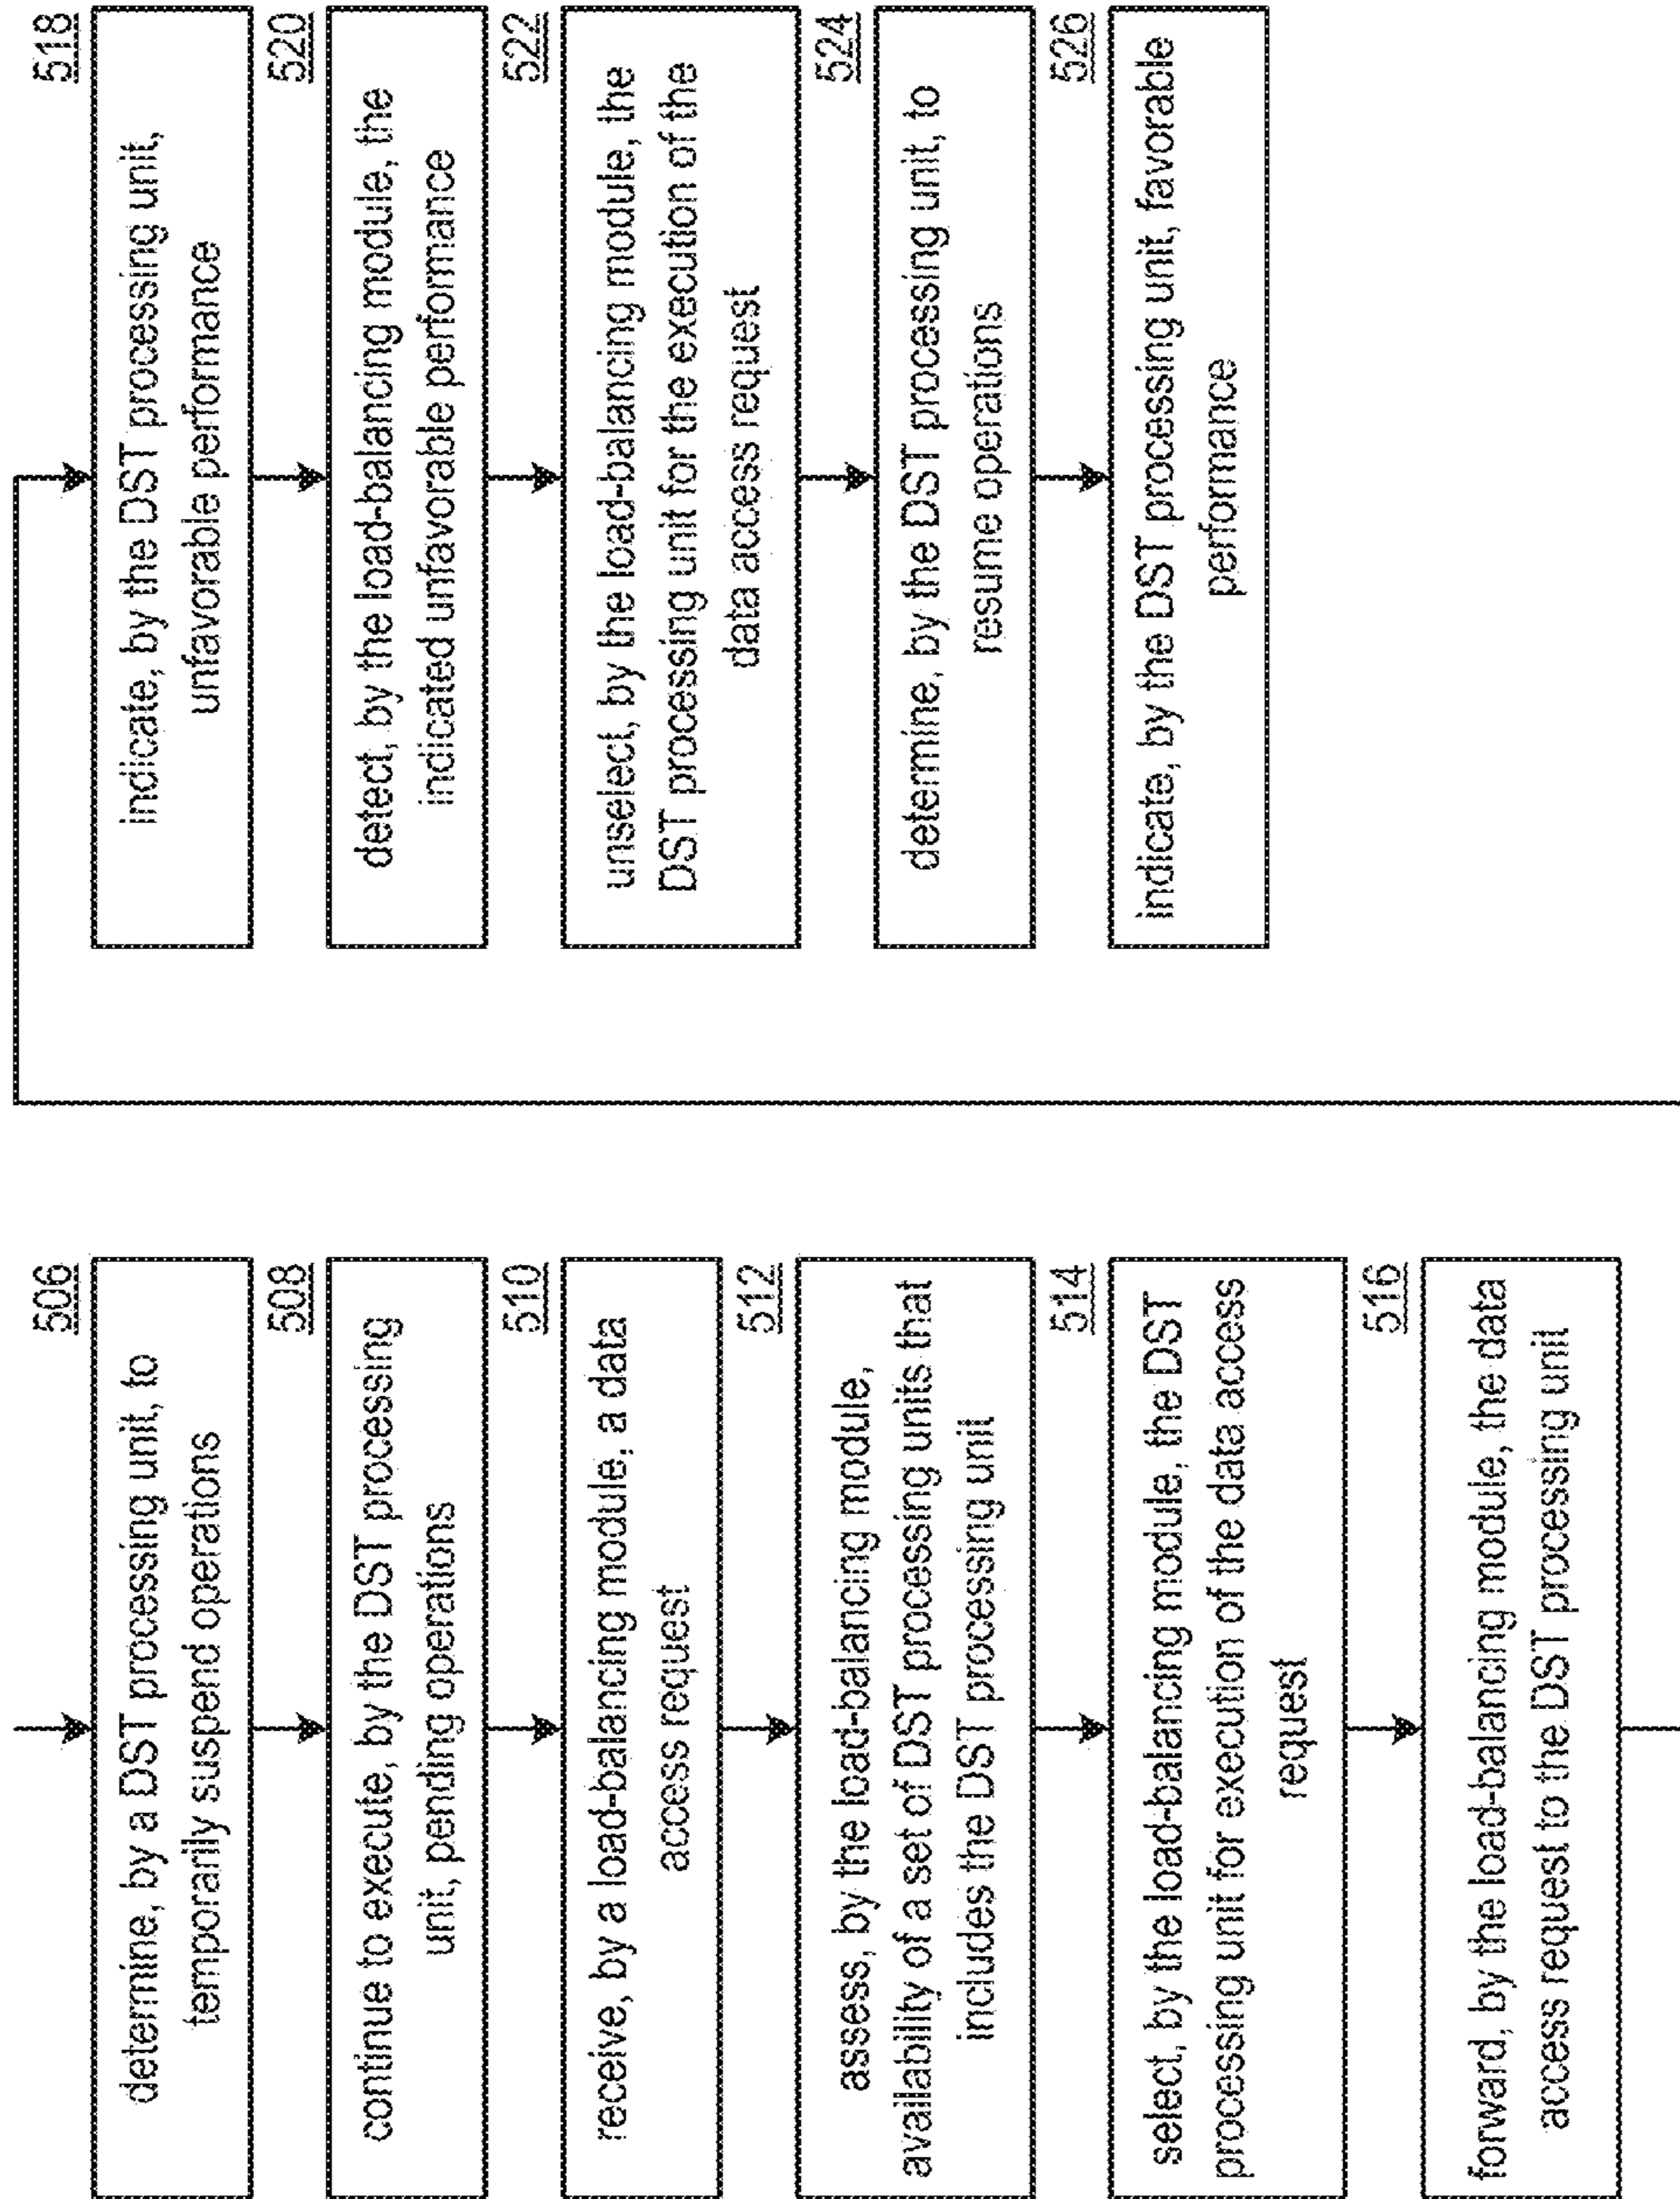 506
determine, by a DST processing unit, to
temporarily suspend operations
508
continue to execute, by the DST processing
unit, pending operations
510
receive, by a load-balancing module, a data
access request
512
assess, by the load-balancing module,
availability of a set of DST processing units that
includes the DST processing unit
514
select, by the load-balancing module, the DST
processing unit for execution of the data access
request
516
forward, by the load-balancing module, the data
access request to the DST processing unit
518
indicate, by the DST processing unit,
unfavorable performance
520
detect, by the load-balancing module, the
indicated unfavorable performance
522
unselect, by the load-balancing module, the
DST processing unit for the execution of the
data access request
524
determine, by the DST processing unit, to
resume operations
526
indicate, by the DST processing unit, favorable
performance